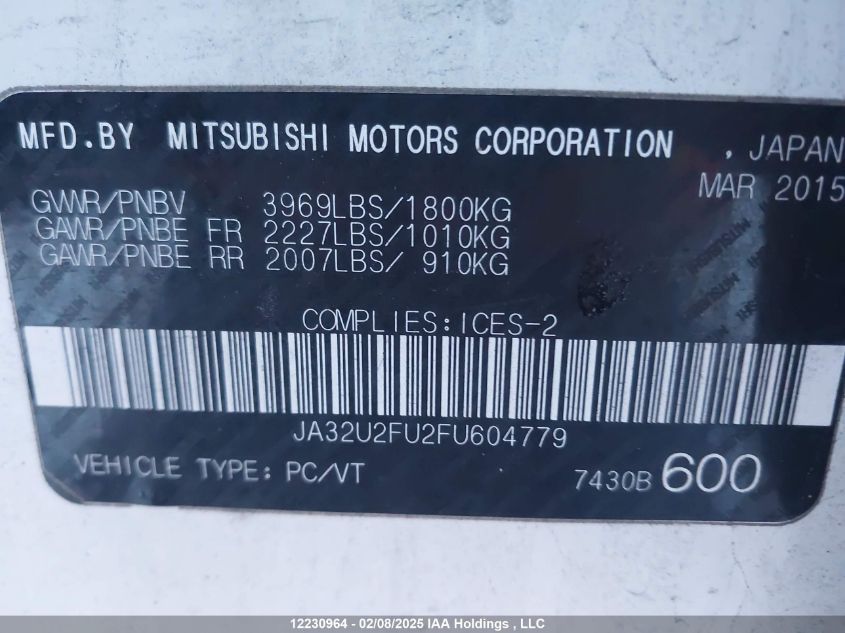 MFD.BY MITSUBISHI MOTORS CORPORATION , JAPAN
MAR 2015
GVWR/PNBV 3969LBS/1800KG
GAWR/PNBE FR 2227LBS/1010KG
GAWR/PNBE RR 2007LBS/ 910KG
COMPLIES:ICES-2
JA32U2FU2FU604779
VEHICLE TYPE: PC/VT 7430B 600
12230964 - 02/08/2025 IAA Holdings , LLC